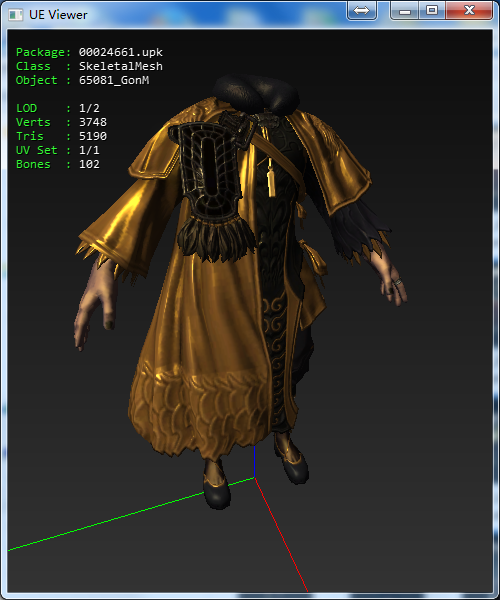 UE Viewer
Package: 00024661.upk
Class : SkeletalMesh
Object : 65081_GonM
LOD : 1/2
Verts : 3748
Tris : 5190
UV Set : 1/1
Bones : 102